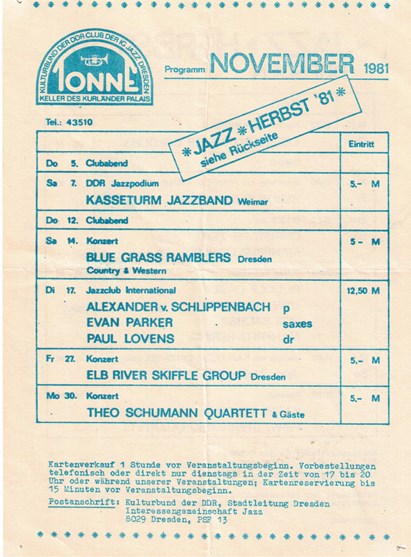 KULTURBUND DER DDR CLUB DER IG JAZZ DRESDEN
TONNE
KELLER DES KURLÄNDER PALAIS
Programm NOVEMBER 1981
Tel.: 43510
*JAZZ*HERBST '81*
siehe Rückseite
Eintritt
Do 5. Clubabend
Sa 7. DDR Jazzpodium 5,- M
KASSETURM JAZZBAND Weimar
Do 12. Clubabend
Sa 14. Konzert 5,- M
BLUE GRASS RAMBLERS Dresden
Country & Western
Di 17. Jazzclub International 12,50 M
ALEXANDER v. SCHLIPPENBACH p
EVAN PARKER saxes
PAUL LOVENS dr
Fr 27. Konzert 5,- M
ELB RIVER SKIFFLE GROUP Dresden
Mo 30. Konzert 5,- M
THEO SCHUMANN QUARTETT & Gäste
Kartenverkauf 1 Stunde vor Veranstaltungsbeginn. Vorbestellungen
telefonisch oder direkt nur dienstags in der Zeit von 17 bis 20
Uhr oder während unserer Veranstaltungen; Kartenreservierung bis
15 Minuten vor Veranstaltungsbeginn.
Postanschrift: Kulturbund der DDR, Stadtleitung Dresden
Interessengemeinschaft Jazz
8029 Dresden, PSF 13